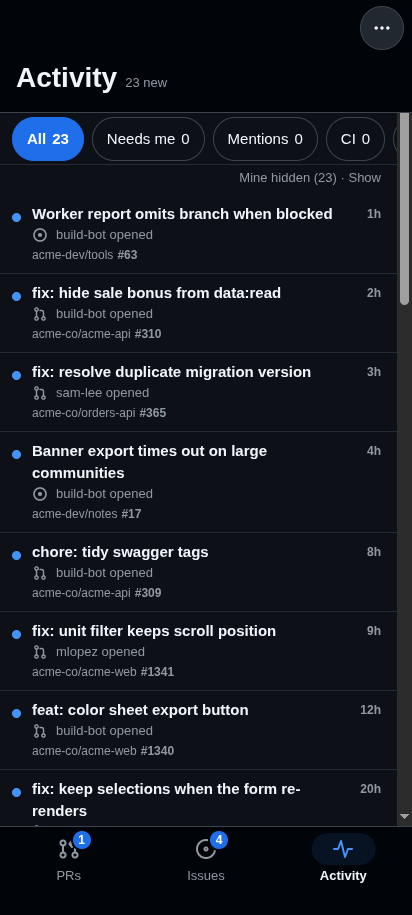 Activity 23 new
All 23 Needs me 0 Mentions 0 CI 0
Mine hidden (23) · Show
Worker report omits branch when blocked 1h
build-bot opened
acme-dev/tools #63
fix: hide sale bonus from data:read 2h
build-bot opened
acme-co/acme-api #310
fix: resolve duplicate migration version 3h
sam-lee opened
acme-co/orders-api #365
Banner export times out on large 4h
communities
build-bot opened
acme-dev/notes #17
chore: tidy swagger tags 8h
build-bot opened
acme-co/acme-api #309
fix: unit filter keeps scroll position 9h
mlopez opened
acme-co/acme-web #1341
feat: color sheet export button 12h
build-bot opened
acme-co/acme-web #1340
fix: keep selections when the form re- 20h
renders
1 4
PRs Issues Activity